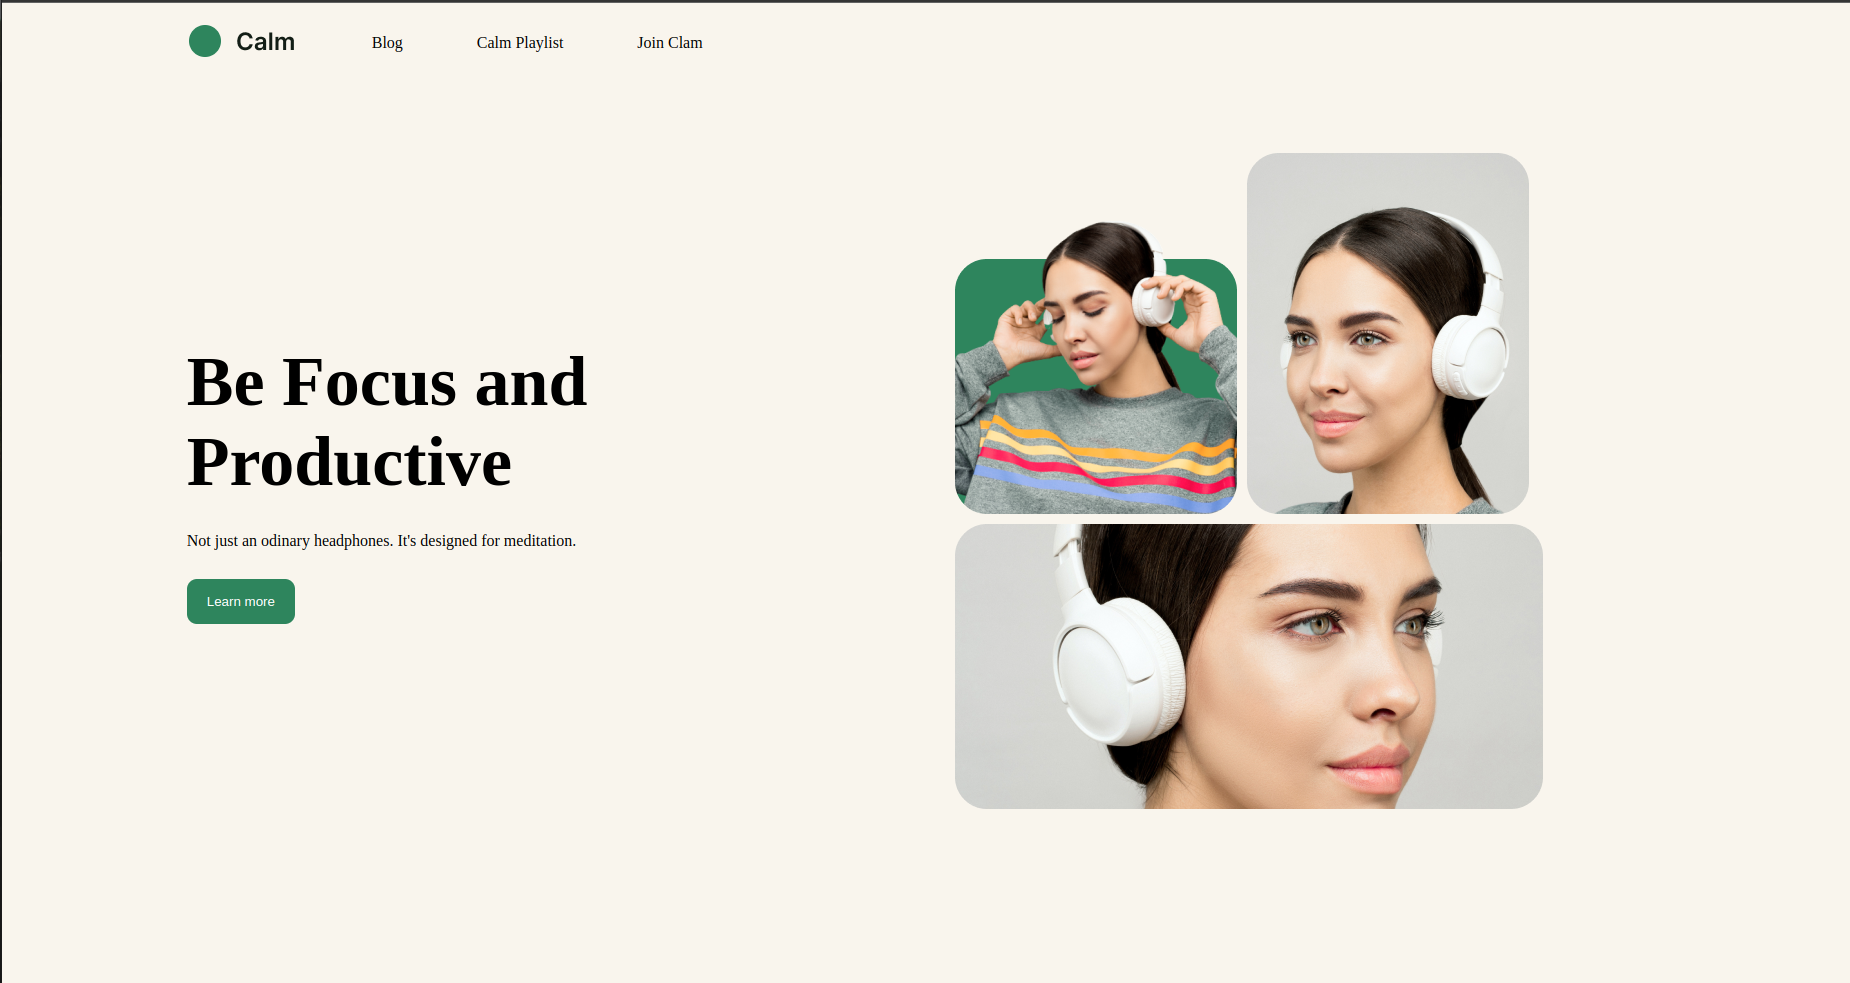 Calm
Blog
Calm Playlist
Join Clam
Be Focus and
Productive
Not just an odinary headphones. It's designed for meditation.
Learn more